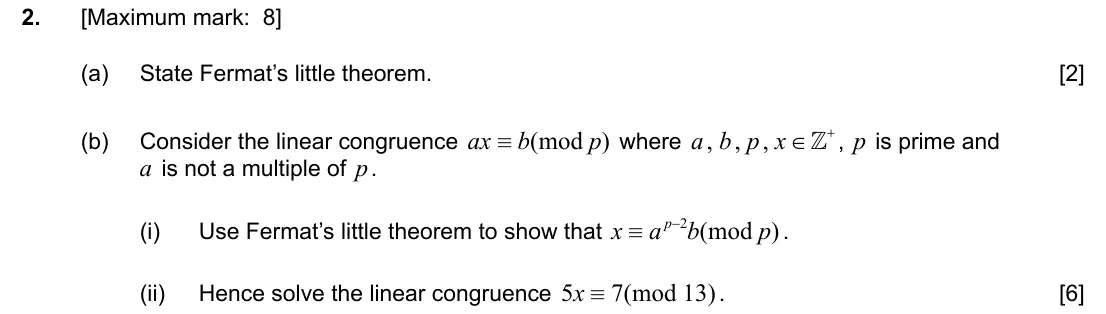 2. [Maximum mark: 8]
(a) State Fermat's little theorem. [2]
(b) Consider the linear congruence ax ≡ b(mod p) where a, b, p, x ∈ ℤ⁺, p is prime and
a is not a multiple of p.
(i) Use Fermat's little theorem to show that x ≡ aᵖ⁻²b(mod p).
(ii) Hence solve the linear congruence 5x ≡ 7(mod 13). [6]